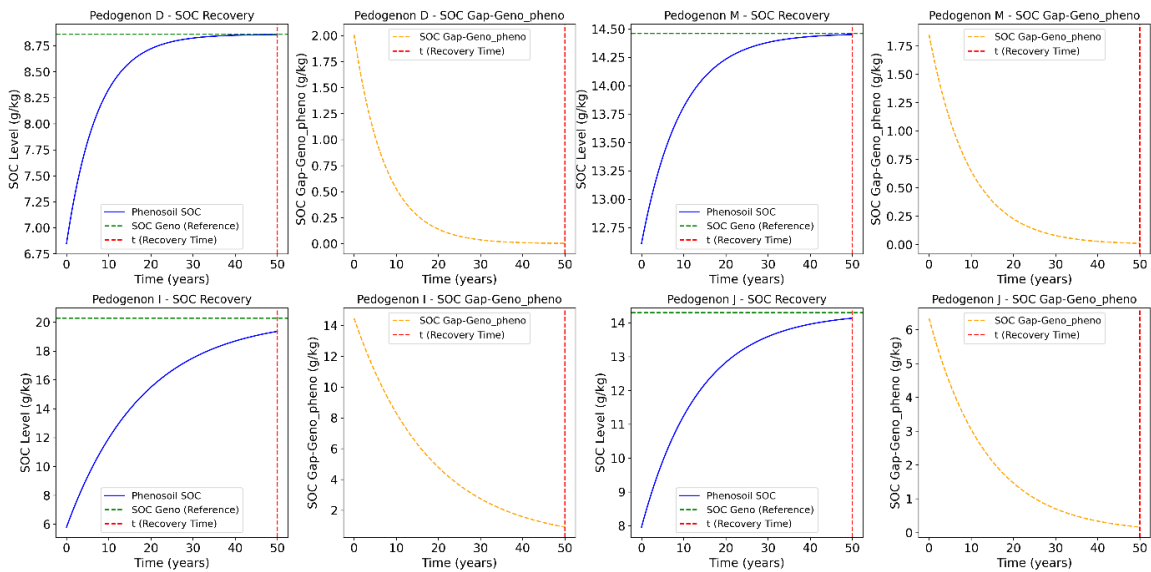 Pedogenon D - SOC Recovery
SOC Level (g/kg)
8.75
8.50
8.25
8.00
7.75
7.50
7.25
7.00
6.75
Phenosoil SOC
SOC Geno (Reference)
t (Recovery Time)
0 10 20 30 40 50
Time (years)
Pedogenon D - SOC Gap-Geno_pheno
SOC Gap-Geno_pheno (g/kg)
2.00
1.75
1.50
1.25
1.00
0.75
0.50
0.25
0.00
SOC Gap-Geno_pheno
t (Recovery Time)
0 10 20 30 40 50
Time (years)
Pedogenon M - SOC Recovery
SOC Level (g/kg)
14.50
14.25
14.00
13.75
13.50
13.25
13.00
12.75
Phenosoil SOC
SOC Geno (Reference)
t (Recovery Time)
0 10 20 30 40 50
Time (years)
Pedogenon M - SOC Gap-Geno_pheno
SOC Gap-Geno_pheno (g/kg)
1.75
1.50
1.25
1.00
0.75
0.50
0.25
0.00
SOC Gap-Geno_pheno
t (Recovery Time)
0 10 20 30 40 50
Time (years)
Pedogenon I - SOC Recovery
SOC Level (g/kg)
20
18
16
14
12
10
8
6
Phenosoil SOC
SOC Geno (Reference)
t (Recovery Time)
0 10 20 30 40 50
Time (years)
Pedogenon I - SOC Gap-Geno_pheno
SOC Gap-Geno_pheno (g/kg)
14
12
10
8
6
4
2
SOC Gap-Geno_pheno
t (Recovery Time)
0 10 20 30 40 50
Time (years)
Pedogenon J - SOC Recovery
SOC Level (g/kg)
14
13
12
11
10
9
8
Phenosoil SOC
SOC Geno (Reference)
t (Recovery Time)
0 10 20 30 40 50
Time (years)
Pedogenon J - SOC Gap-Geno_pheno
SOC Gap-Geno_pheno (g/kg)
6
5
4
3
2
1
0
SOC Gap-Geno_pheno
t (Recovery Time)
0 10 20 30 40 50
Time (years)